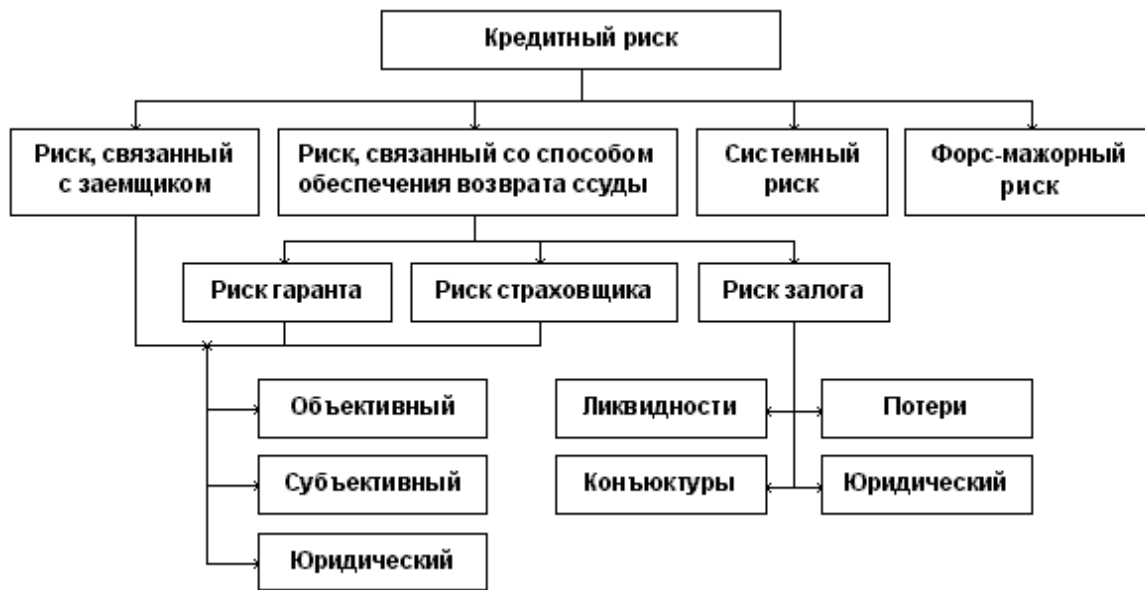 Кредитный риск
Риск, связанный
с заемщиком
Риск, связанный со способом
обеспечения возврата ссуды
Системный
риск
Форс-мажорный
риск
Риск гаранта
Риск страховщика
Риск залога
Объективный
Ликвидности
Потери
Субъективный
Конъюктуры
Юридический
Юридический